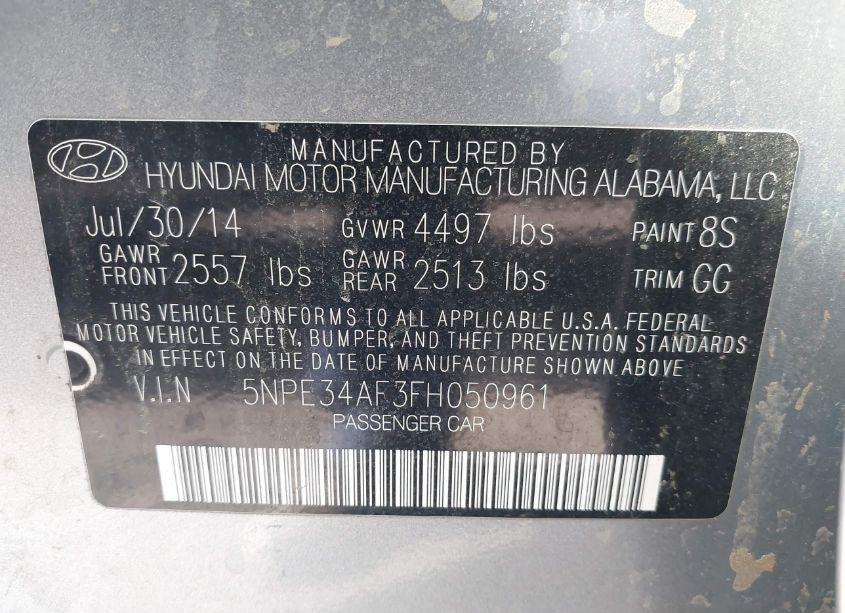 MANUFACTURED BY
HYUNDAI MOTOR MANUFACTURING ALABAMA, LLC
Jul/30/14 GVWR 4497 lbs PAINT 8S
GAWR FRONT 2557 lbs GAWR REAR 2513 lbs TRIM GG
THIS VEHICLE CONFORMS TO ALL APPLICABLE U.S.A. FEDERAL
MOTOR VEHICLE SAFETY, BUMPER, AND THEFT PREVENTION STANDARDS
IN EFFECT ON THE DATE OF MANUFACTURE SHOWN ABOVE
V.I.N 5NPE34AF3FH050961
PASSENGER CAR